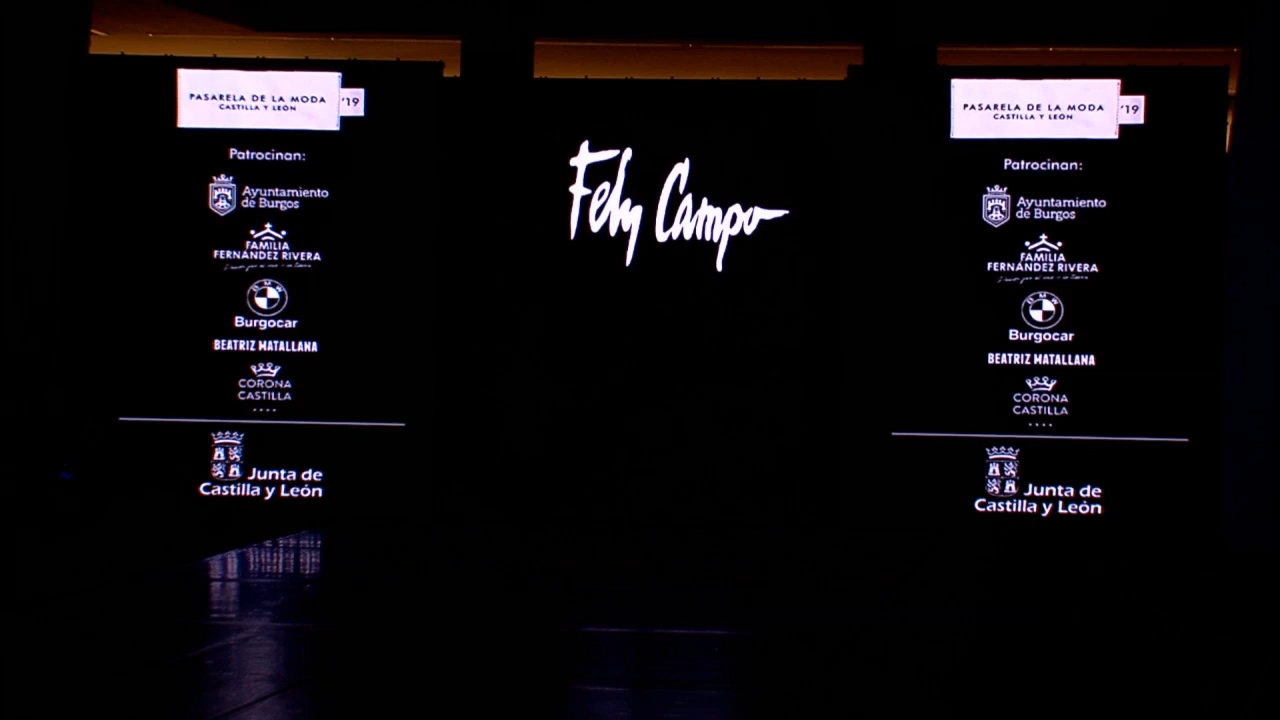 PASARELA DE LA MODA
CASTILLA Y LEÓN
'19
Patrocinan:
Ayuntamiento
de Burgos
FAMILIA
FERNÁNDEZ RIVERA
BMW
Burgocar
BEATRIZ MATALLANA
CORONA
CASTILLA
Junta de
Castilla y León
Fely Campo
PASARELA DE LA MODA
CASTILLA Y LEÓN
'19
Patrocinan:
Ayuntamiento
de Burgos
FAMILIA
FERNÁNDEZ RIVERA
BMW
Burgocar
BEATRIZ MATALLANA
CORONA
CASTILLA
Junta de
Castilla y León